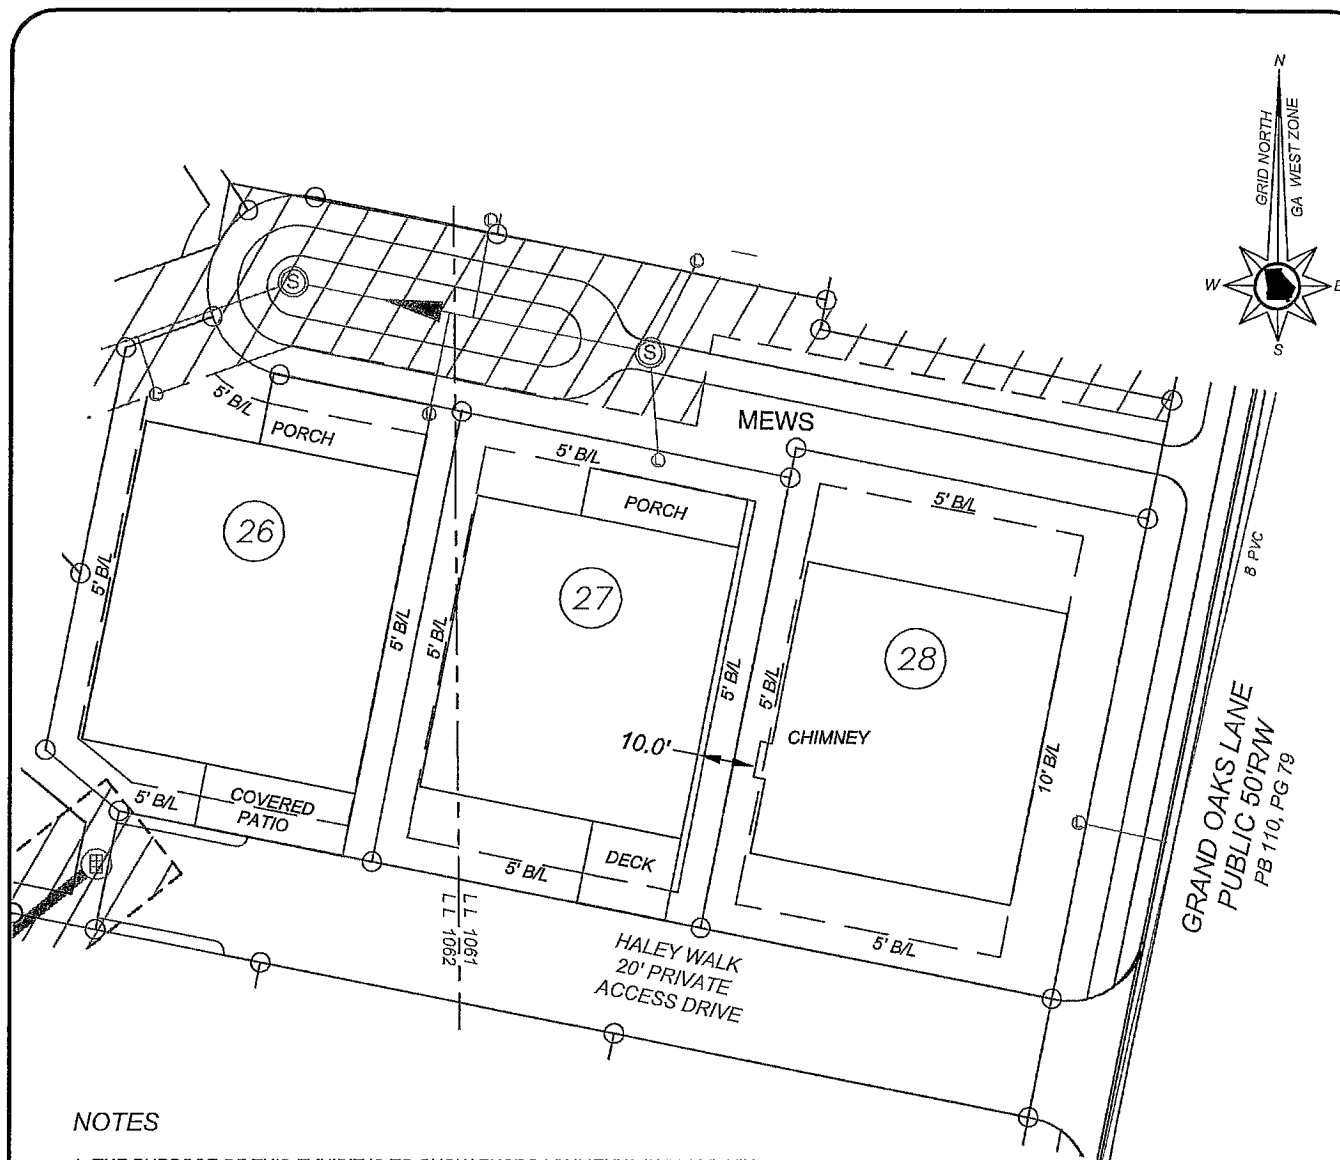 N
GRID NORTH
GA WEST ZONE
W
E
S
S
S
MEWS
5' B/L
PORCH
5' B/L
PORCH
5' B/L
26
27
28
8 PVC
5' B/L
5' B/L
5' B/L
5' B/L
5' B/L
10.0'
CHIMNEY
10' B/L
GRAND OAKS LANE
PUBLIC 50'R/W
PB 110, PG 79
5' B/L
COVERED
PATIO
5' B/L
DECK
5' B/L
LL 1061
LL 1062
HALEY WALK
20' PRIVATE
ACCESS DRIVE
NOTES